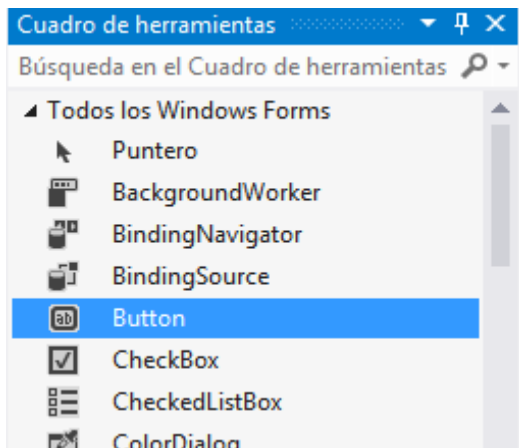 Cuadro de herramientas
Búsqueda en el Cuadro de herramientas
Todos los Windows Forms
Puntero
BackgroundWorker
BindingNavigator
BindingSource
Button
CheckBox
CheckedListBox
ColorDialog